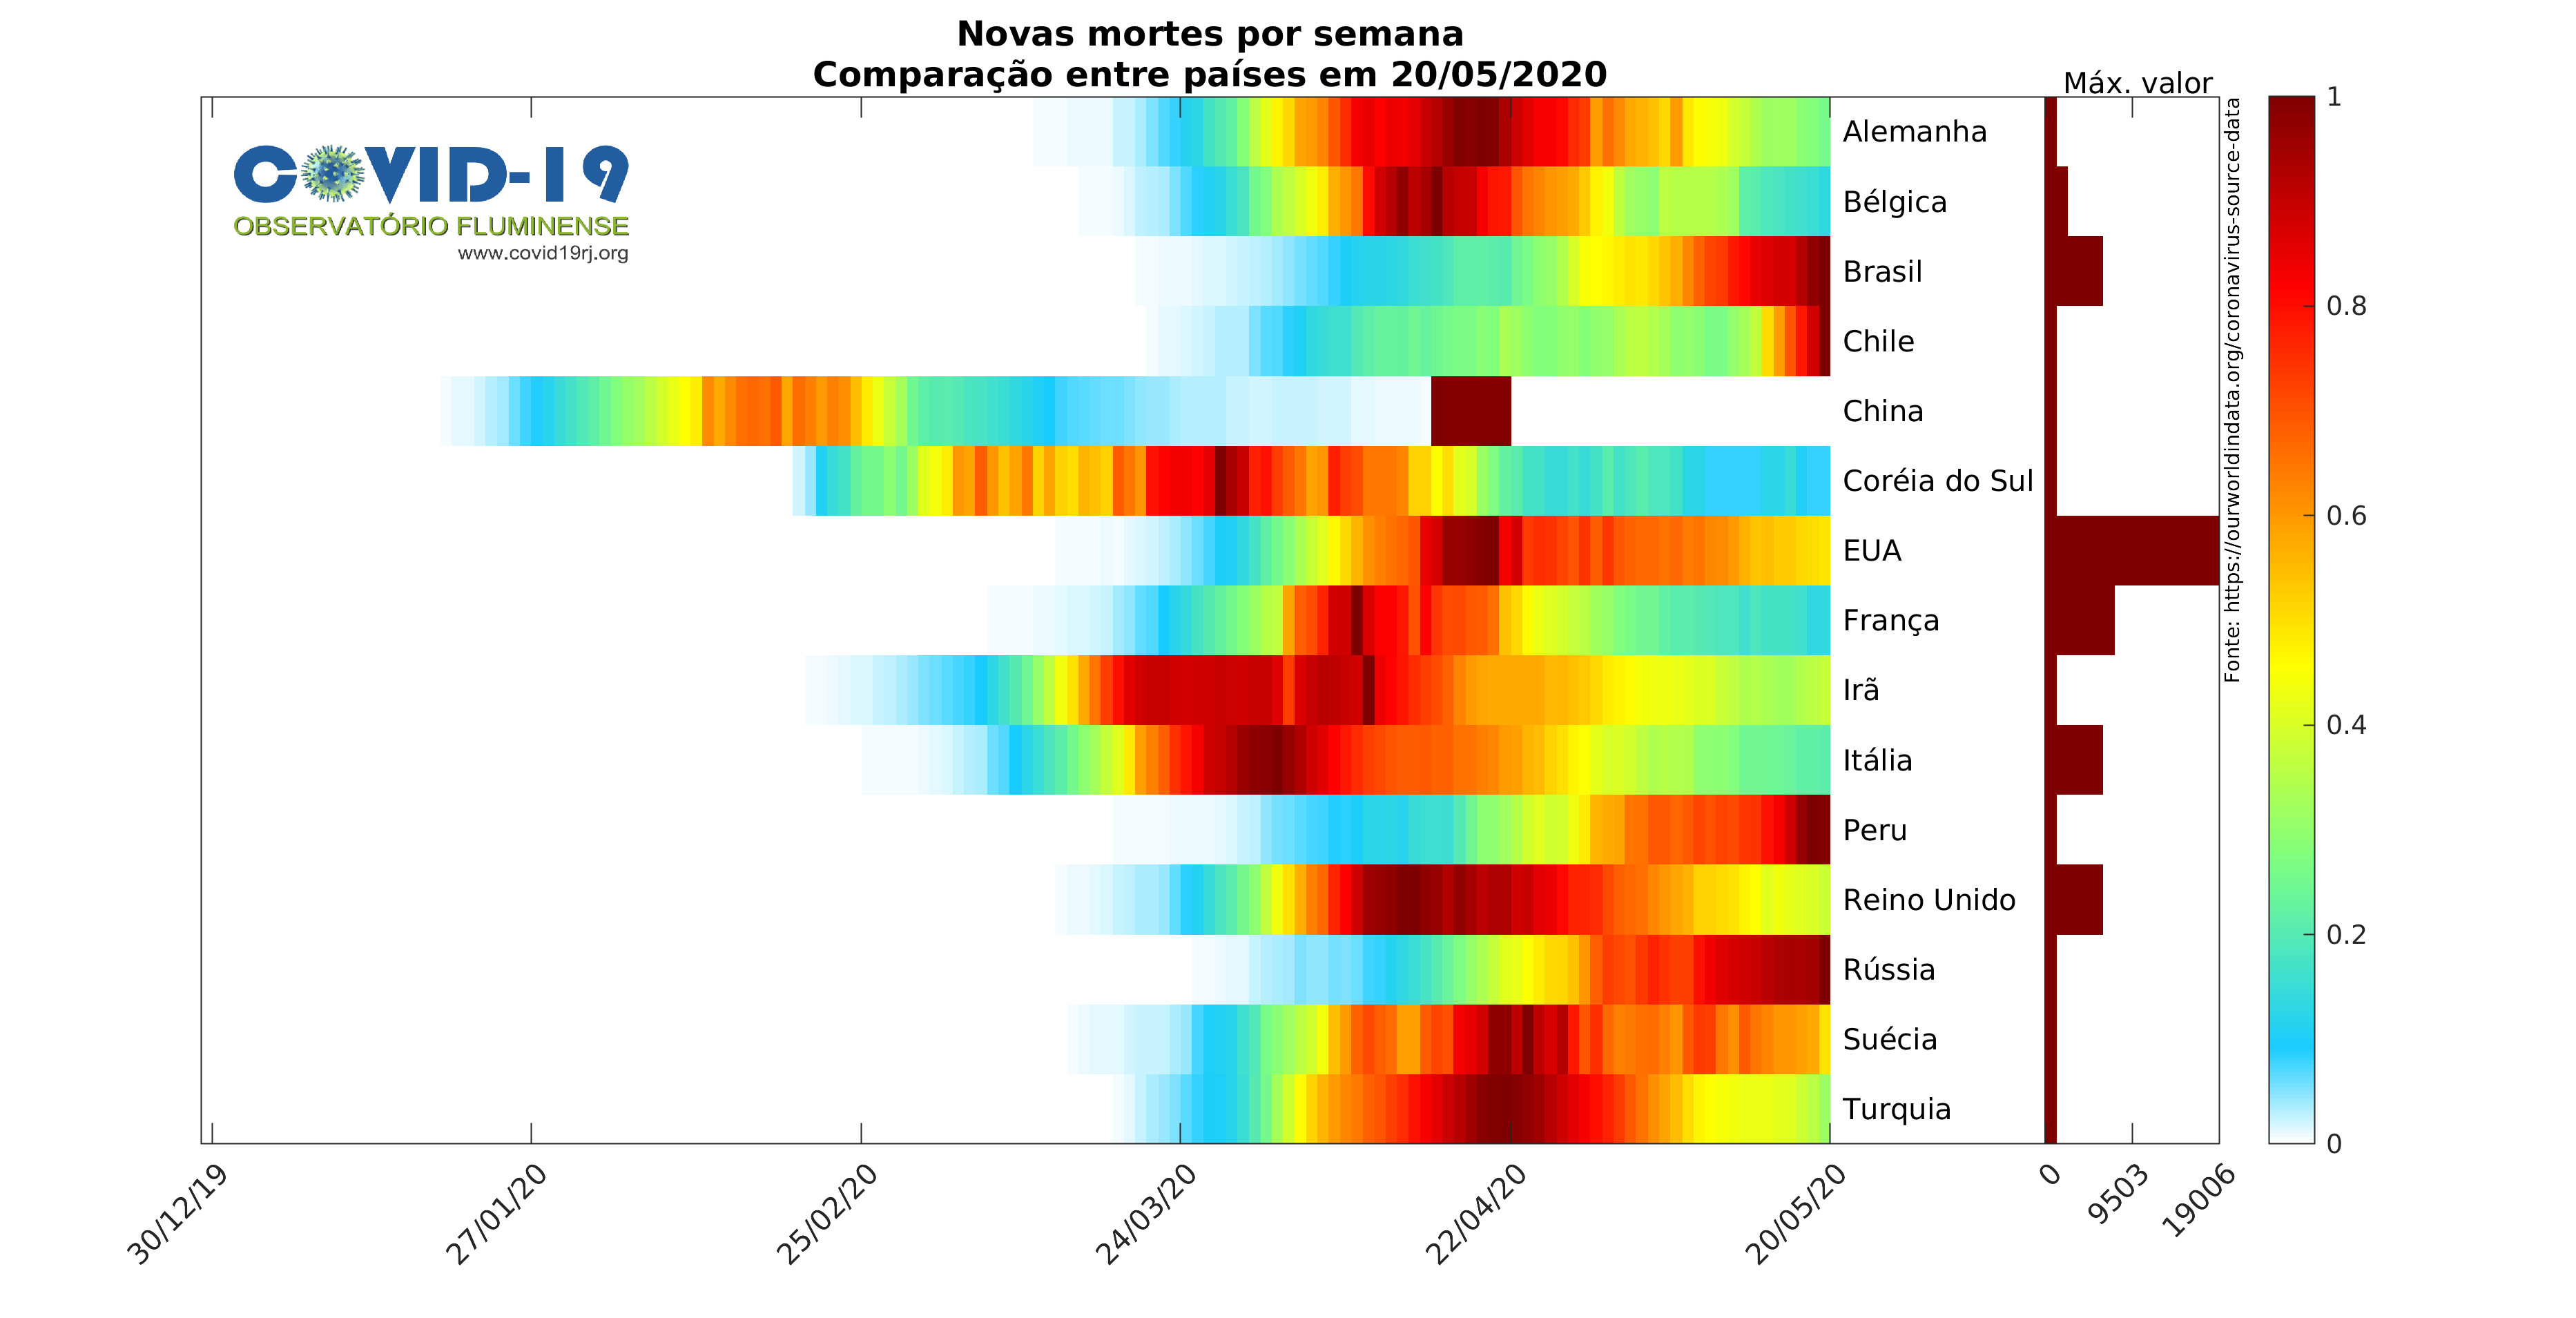 Novas mortes por semana
Comparação entre países em 20/05/2020
Máx. valor
COVID-19
OBSERVATÓRIO FLUMINENSE
www.covid19rj.org
Alemanha
Bélgica
Brasil
Chile
China
Coréia do Sul
EUA
França
Irã
Itália
Peru
Reino Unido
Rússia
Suécia
Turquia
Fonte: https://ourworldindata.org/coronavirus-source-data
1
0.8
0.6
0.4
0.2
0
30/12/19
27/01/20
25/02/20
24/03/20
22/04/20
20/05/20
0
9503
19006